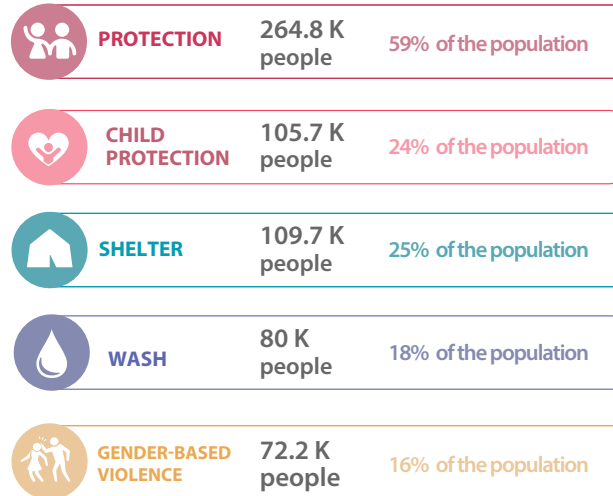 PROTECTION
264.8 K
people
59% of the population
CHILD
PROTECTION
105.7 K
people
24% of the population
SHELTER
109.7 K
people
25% of the population
WASH
80 K
people
18% of the population
GENDER-BASED
VIOLENCE
72.2 K
people
16% of the population